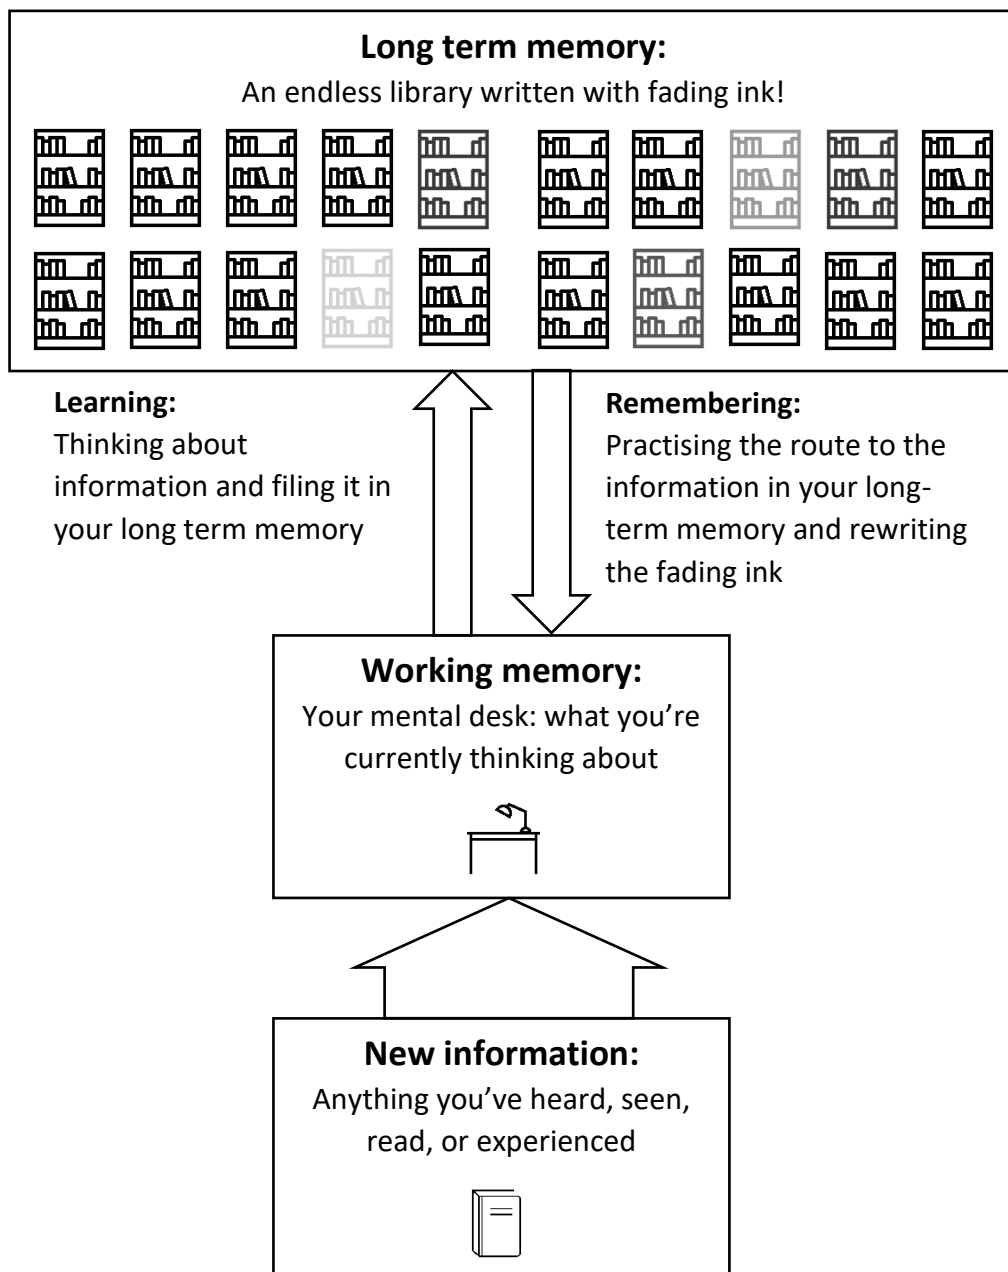 Long term memory:
An endless library written with fading ink!
Learning:
Thinking about
information and filing it in
your long term memory
Remembering:
Practising the route to the
information in your long-
term memory and rewriting
the fading ink
Working memory:
Your mental desk: what you’re
currently thinking about
New information:
Anything you’ve heard, seen,
read, or experienced